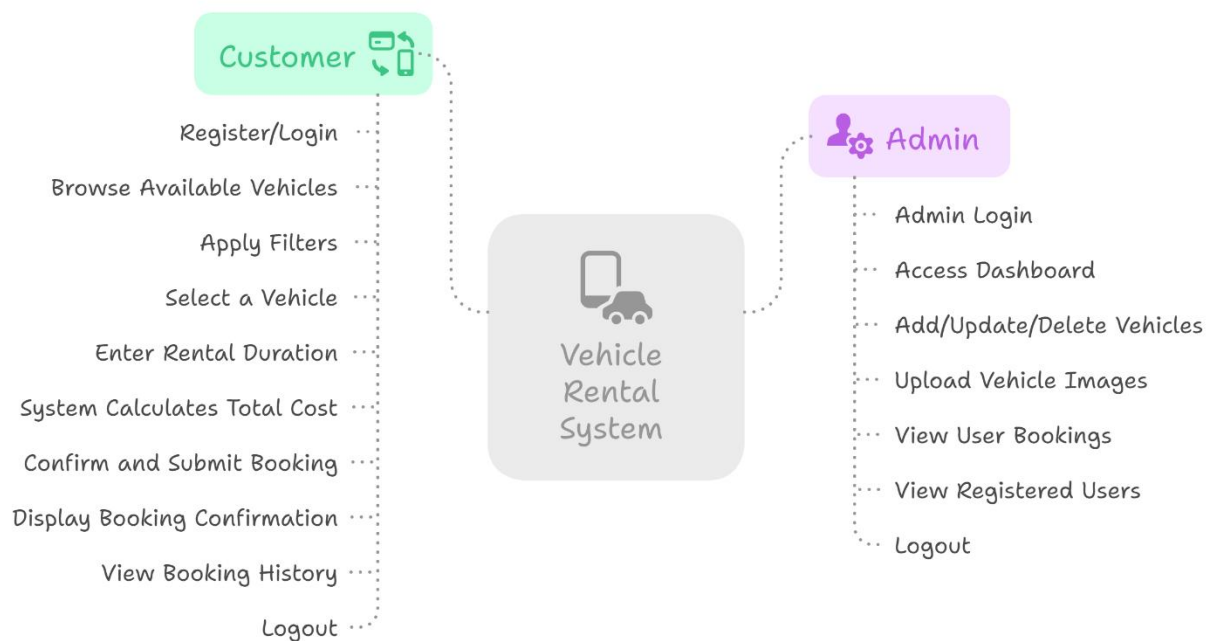 Customer
Register/Login
Browse Available Vehicles
Apply Filters
Select a Vehicle
Enter Rental Duration
System Calculates Total Cost
Confirm and Submit Booking
Display Booking Confirmation
View Booking History
Logout
Vehicle
Rental
System
Admin
Admin Login
Access Dashboard
Add/Update/Delete Vehicles
Upload Vehicle Images
View User Bookings
View Registered Users
Logout